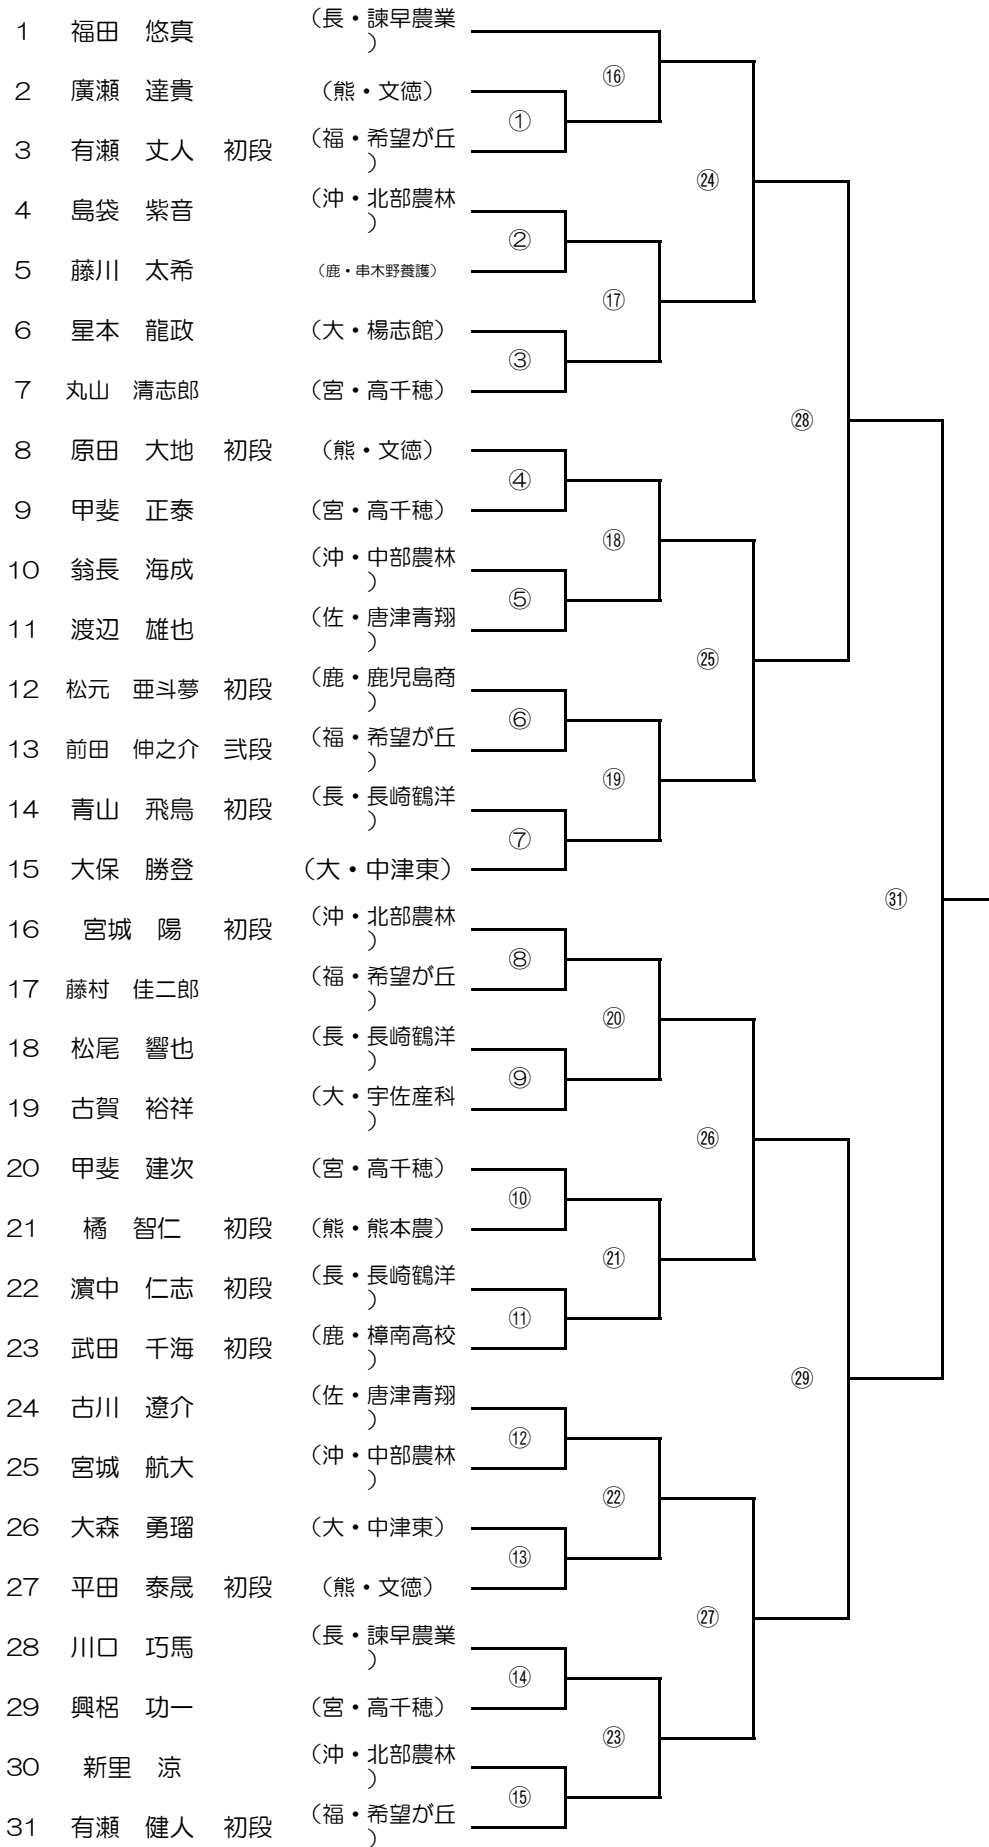 1 福田 悠真 (長・諫早農業)
⑯
2 廣瀬 達貴 (熊・文徳)
①
3 有瀬 丈人 初段 (福・希望が丘)
㉔
4 島袋 紫音 (沖・北部農林)
②
5 藤川 太希 (鹿・串木野養護)
⑰
6 星本 龍政 (大・楊志館)
③
7 丸山 清志郎 (宮・高千穂)
㉘
8 原田 大地 初段 (熊・文徳)
④
9 甲斐 正泰 (宮・高千穂)
⑱
10 翁長 海成 (沖・中部農林)
⑤
11 渡辺 雄也 (佐・唐津青翔)
㉕
12 松元 亜斗夢 初段 (鹿・鹿児島商)
⑥
13 前田 伸之介 弐段 (福・希望が丘)
⑲
14 青山 飛鳥 初段 (長・長崎鶴洋)
⑦
15 大保 勝登 (大・中津東)
㉛
16 宮城 陽 初段 (沖・北部農林)
⑧
17 藤村 佳二郎 (福・希望が丘)
⑳
18 松尾 響也 (長・長崎鶴洋)
⑨
19 古賀 裕祥 (大・宇佐産科)
㉖
20 甲斐 建次 (宮・高千穂)
⑩
21 橘 智仁 初段 (熊・熊本農)
㉑
22 濵中 仁志 初段 (長・長崎鶴洋)
⑪
23 武田 千海 初段 (鹿・樟南高校)
㉙
24 古川 遼介 (佐・唐津青翔)
⑫
25 宮城 航大 (沖・中部農林)
㉒
26 大森 勇瑠 (大・中津東)
⑬
27 平田 泰晟 初段 (熊・文徳)
㉗
28 川口 巧馬 (長・諫早農業)
⑭
29 興梠 功一 (宮・高千穂)
㉓
30 新里 涼 (沖・北部農林)
⑮
31 有瀬 健人 初段 (福・希望が丘)